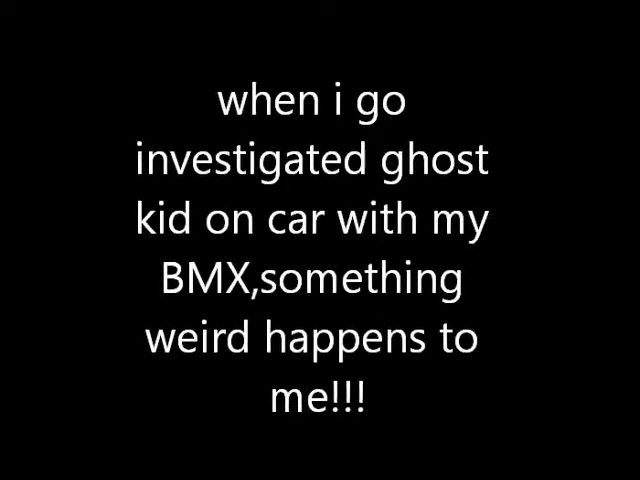 when i go
investigated ghost
kid on car with my
BMX,something
weird happens to
me!!!